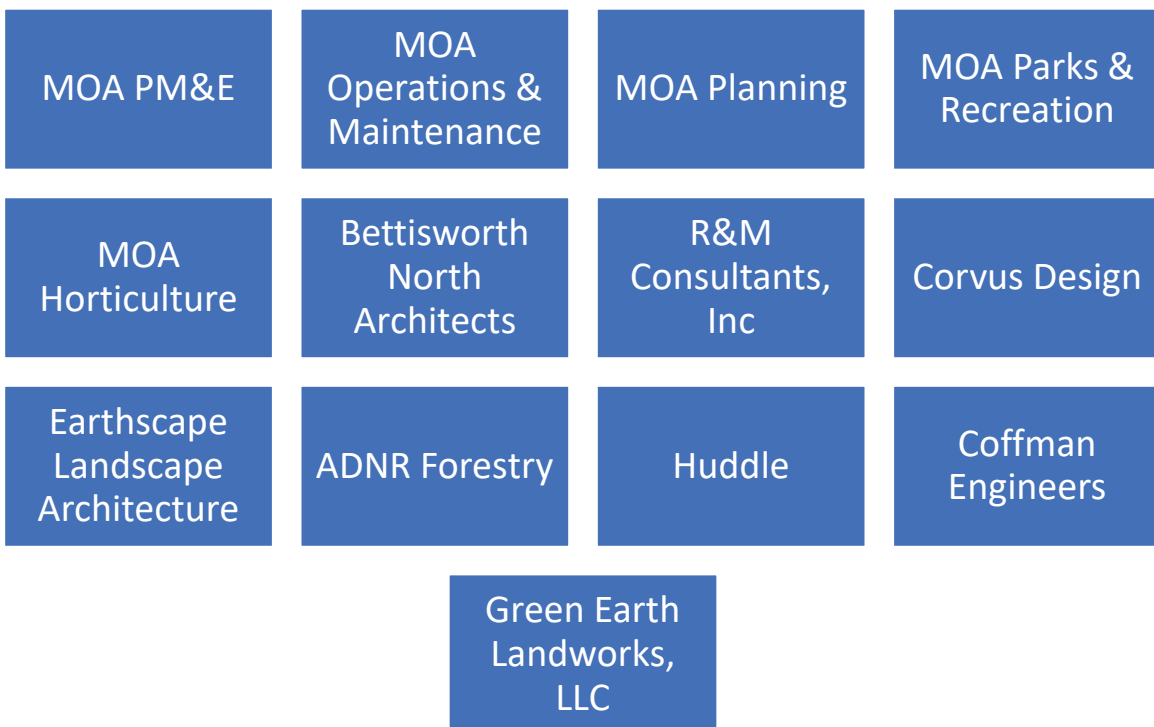 MOA PM&E
MOA
Operations &
Maintenance
MOA Planning
MOA Parks &
Recreation
MOA
Horticulture
Bettisworth
North
Architects
R&M
Consultants,
Inc
Corvus Design
Earthscape
Landscape
Architecture
ADNR Forestry
Huddle
Coffman
Engineers
Green Earth
Landworks,
LLC